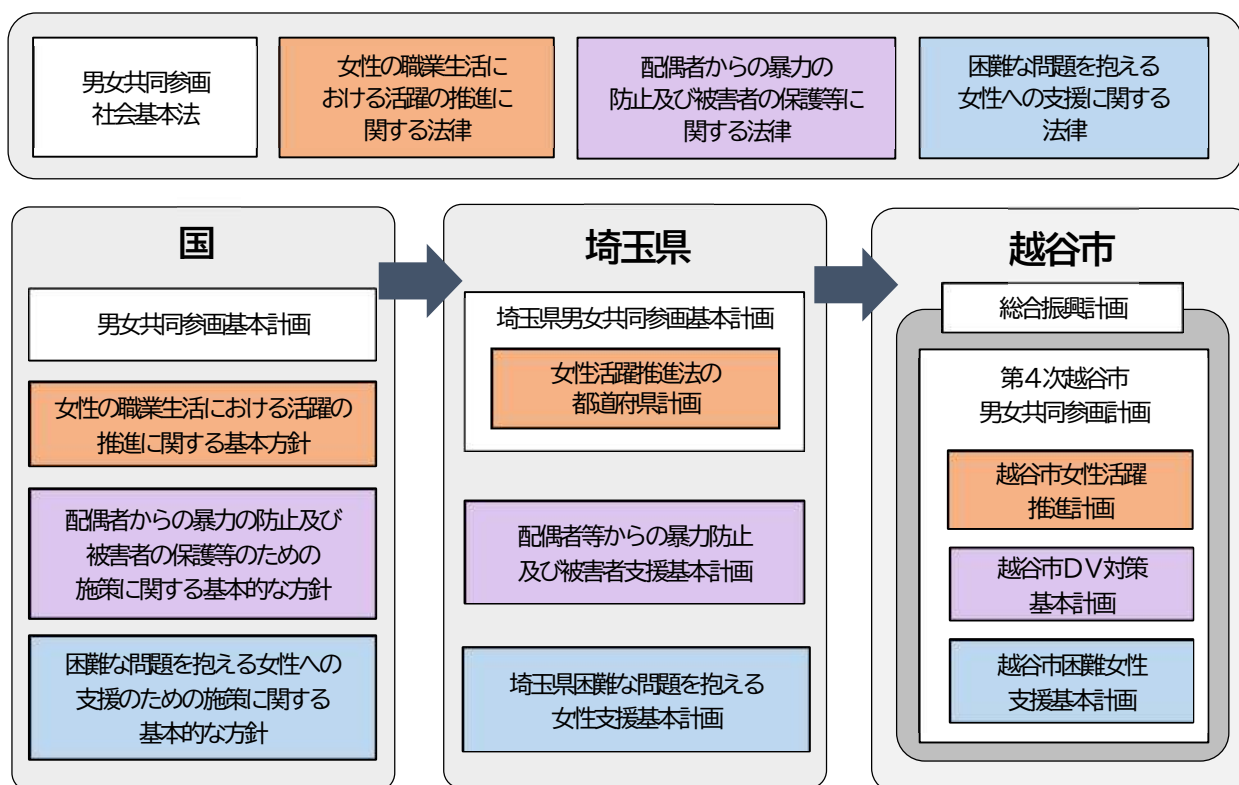 男女共同参画
社会基本法
女性の職業生活に
おける活躍の推進に
関する法律
配偶者からの暴力の
防止及び被害者の保護等に
関する法律
困難な問題を抱える
女性への支援に関する
法律
国
男女共同参画基本計画
女性の職業生活における活躍の
推進に関する基本方針
配偶者からの暴力の防止及び
被害者の保護等のための
施策に関する基本的な方針
困難な問題を抱える女性への
支援のための施策に関する
基本的な方針
埼玉県
埼玉県男女共同参画基本計画
女性活躍推進法の
都道府県計画
配偶者等からの暴力防止
及び被害者支援基本計画
埼玉県困難な問題を抱える
女性支援基本計画
越谷市
総合振興計画
第4次越谷市
男女共同参画計画
越谷市女性活躍
推進計画
越谷市DV対策
基本計画
越谷市困難女性
支援基本計画